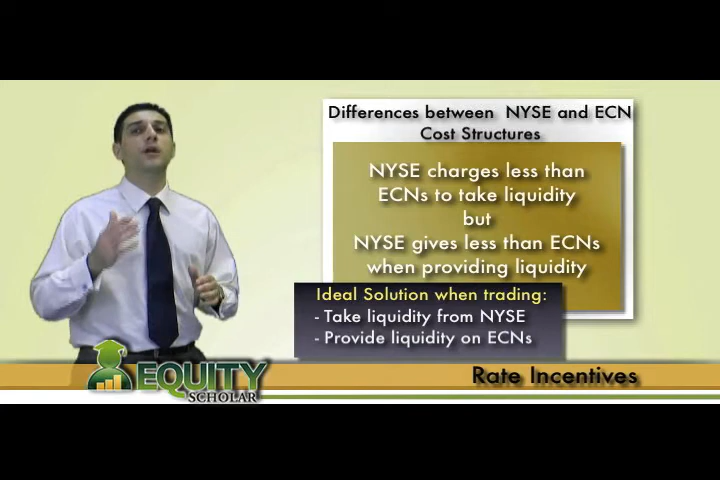 Differences between NYSE and ECN
Cost Structures
NYSE charges less than
ECNs to take liquidity
but
NYSE gives less than ECNs
when providing liquidity
Ideal Solution when trading:
- Take liquidity from NYSE
- Provide liquidity on ECNs
EQUITY
SCHOLAR
Rate Incentives